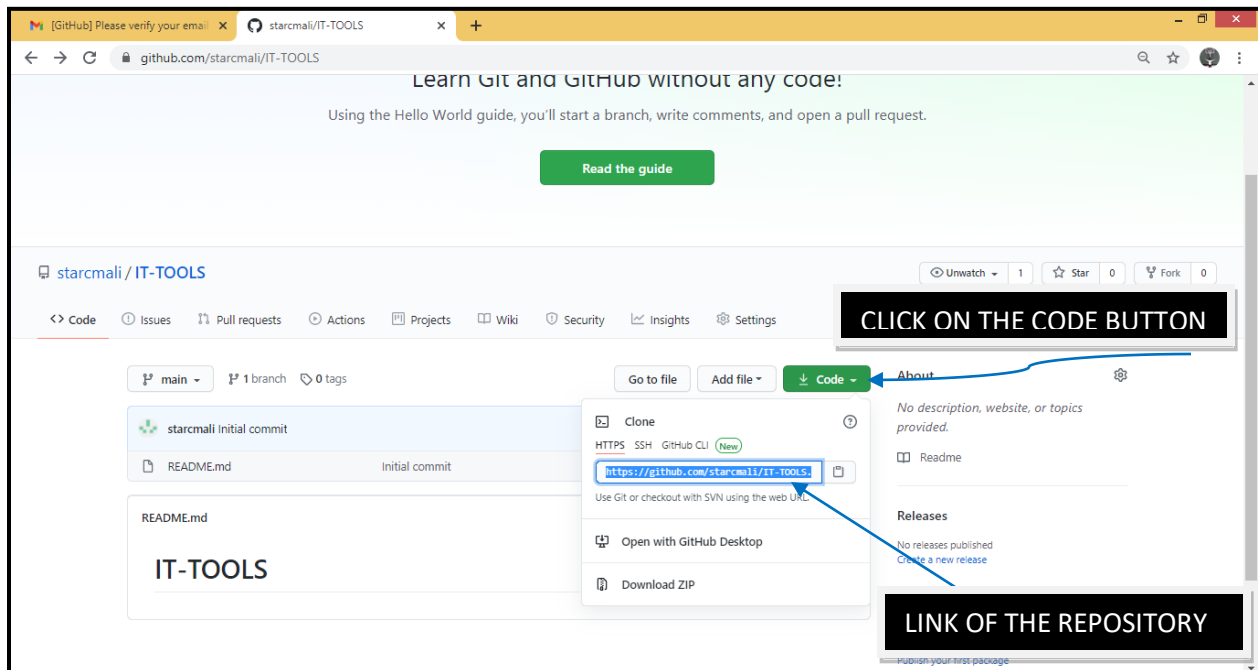 [GitHub] Please verify your email
starcmali/IT-TOOLS
github.com/starcmali/IT-TOOLS
Learn Git and GitHub without any code!
Using the Hello World guide, you'll start a branch, write comments, and open a pull request.
Read the guide
starcmali / IT-TOOLS
Unwatch 1 Star 0 Fork 0
Code Issues Pull requests Actions Projects Wiki Security Insights Settings
CLICK ON THE CODE BUTTON
main 1 branch 0 tags
Go to file Add file Code
About
No description, website, or topics
provided.
Readme
starcmali Initial commit
README.md Initial commit
Clone
HTTPS SSH GitHub CLI New
https://github.com/starcmali/IT-TOOLS.
Use Git or checkout with SVN using the web URL.
Open with GitHub Desktop
Download ZIP
README.md
IT-TOOLS
Releases
No releases published
Create a new release
LINK OF THE REPOSITORY
Publish your first package